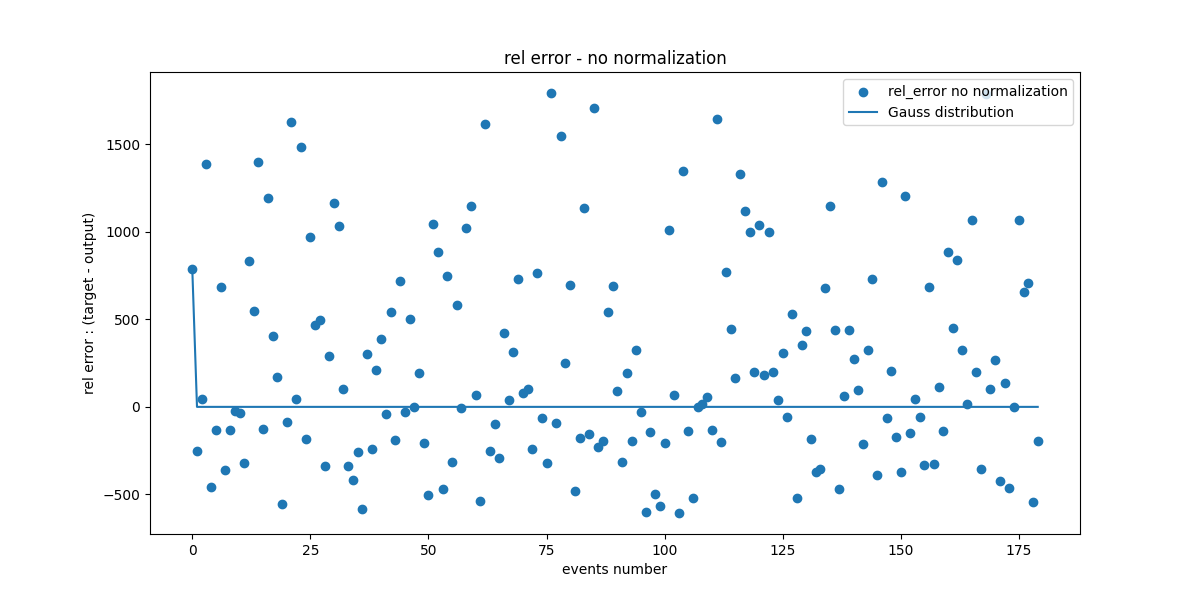 rel error - no normalization
rel_error no normalization
Gauss distribution
rel error : (target - output)
1500
1000
500
0
−500
0 25 50 75 100 125 150 175
events number